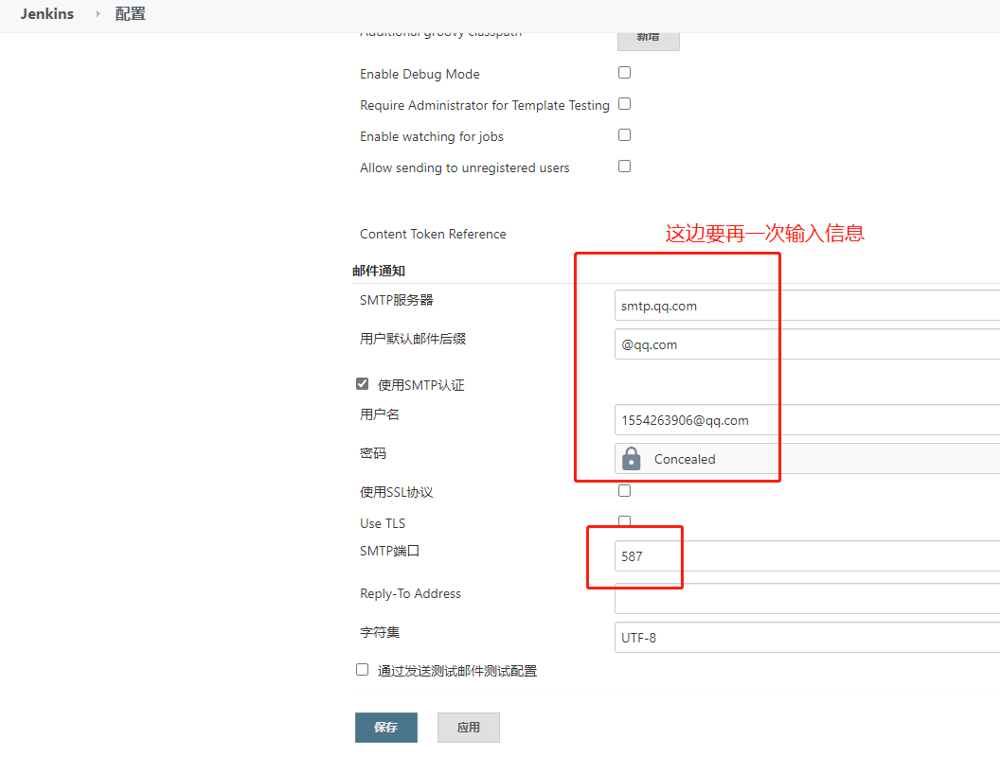 Jenkins › 配置
Additional groovy classpath 新增
Enable Debug Mode
Require Administrator for Template Testing
Enable watching for jobs
Allow sending to unregistered users
Content Token Reference 这边要再一次输入信息
邮件通知
SMTP服务器 smtp.qq.com
用户默认邮件后缀 @qq.com
使用SMTP认证
用户名 1554263906@qq.com
密码 Concealed
使用SSL协议
Use TLS
SMTP端口 587
Reply-To Address
字符集 UTF-8
通过发送测试邮件测试配置
保存 应用